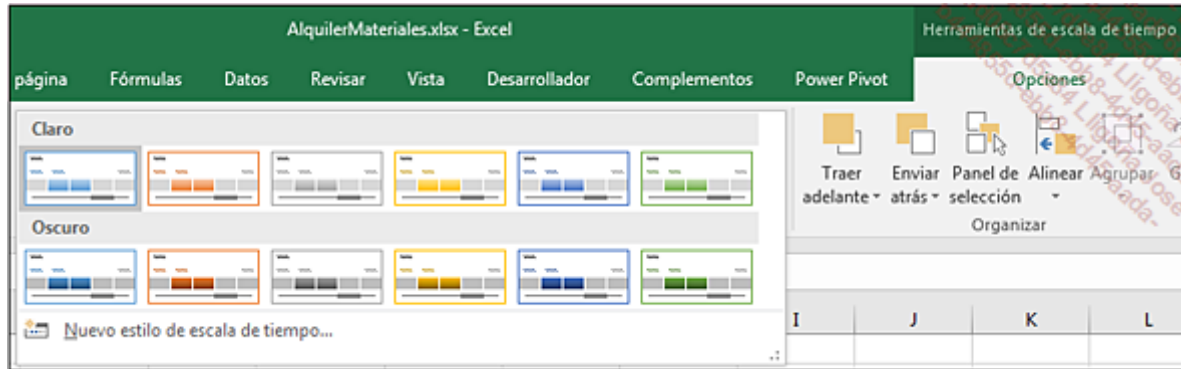 AlquilerMateriales.xlsx - Excel
Herramientas de escala de tiempo
página Fórmulas Datos Revisar Vista Desarrollador Complementos Power Pivot Opciones
Claro
Oscuro
Nuevo estilo de escala de tiempo...
Traer adelante
Enviar atrás
Panel de selección
Alinear
Agrupar
Organizar
I J K L